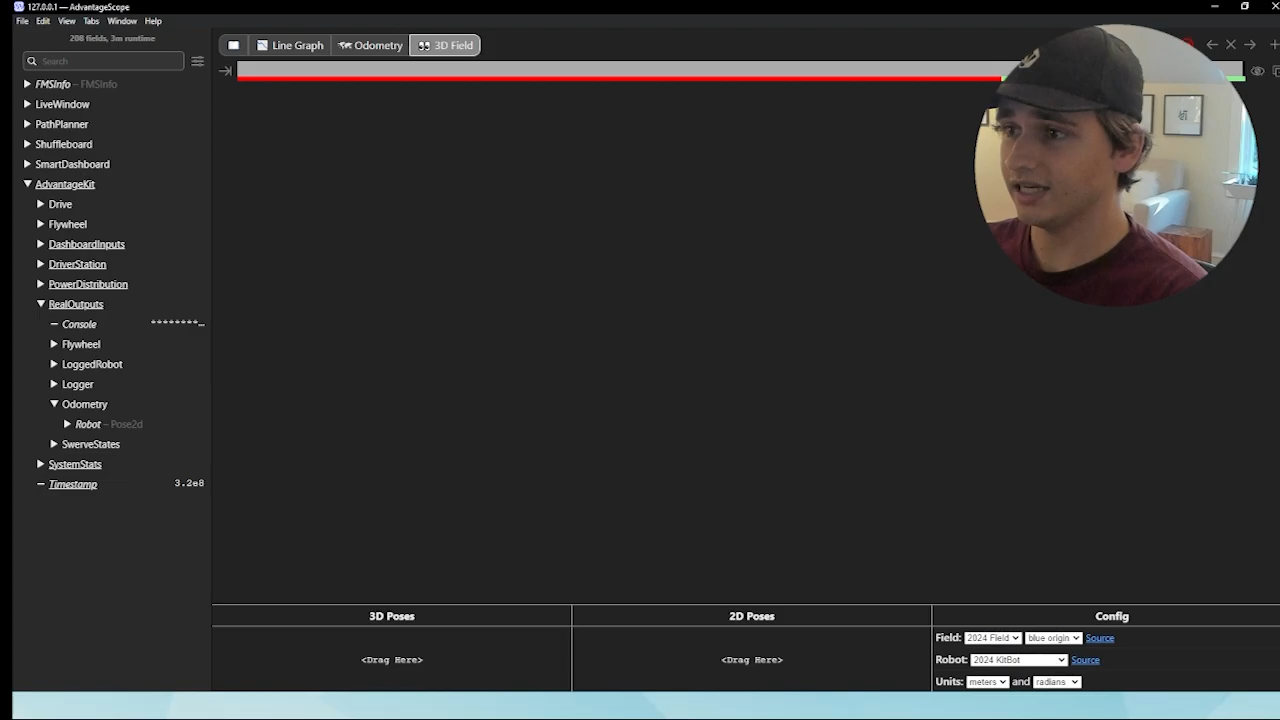 127.0.0.1 — AdvantageScope
File Edit View Tabs Window Help
208 fields, 3m runtime
Search
FMSInfo – FMSInfo
LiveWindow
PathPlanner
Shuffleboard
SmartDashboard
AdvantageKit
Drive
Flywheel
DashboardInputs
DriverStation
PowerDistribution
RealOutputs
Console ********...
Flywheel
LoggedRobot
Logger
Odometry
Robot – Pose2d
SwerveStates
SystemStats
Timestamp 3.2e8
Line Graph
Odometry
3D Field
3D Poses
<Drag Here>
2D Poses
<Drag Here>
Config
Field: 2024 Field blue origin Source
Robot: 2024 KitBot Source
Units: meters and radians